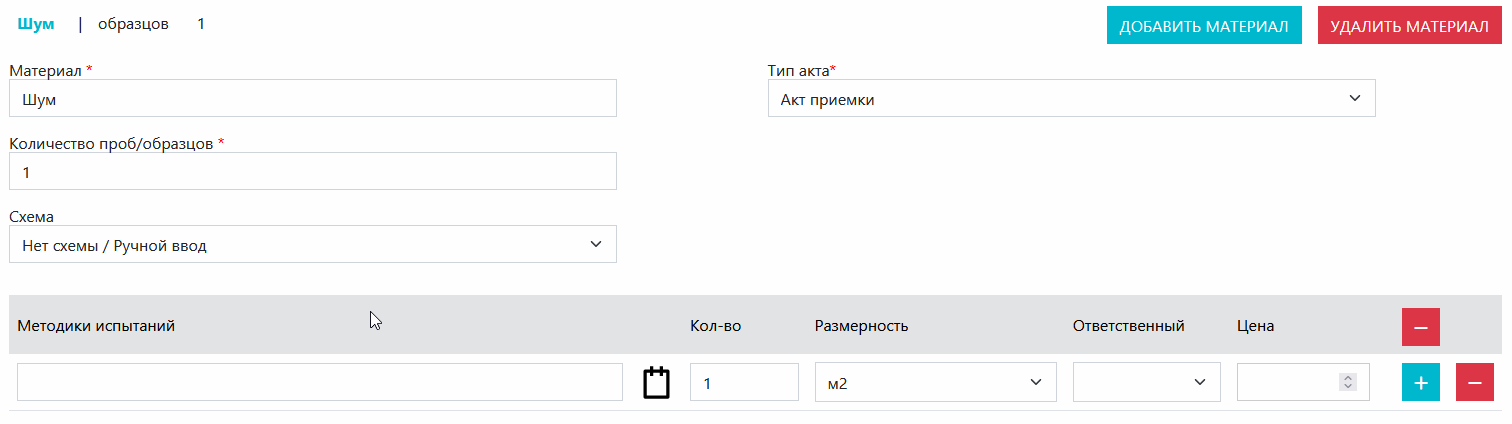 Шум | образцов 1 ДОБАВИТЬ МАТЕРИАЛ УДАЛИТЬ МАТЕРИАЛ
Материал * Тип акта*
Шум Акт приемки
Количество проб/образцов *
1
Схема
Нет схемы / Ручной ввод
Методики испытаний Кол-во Размерность Ответственный Цена −
1 м2 + −